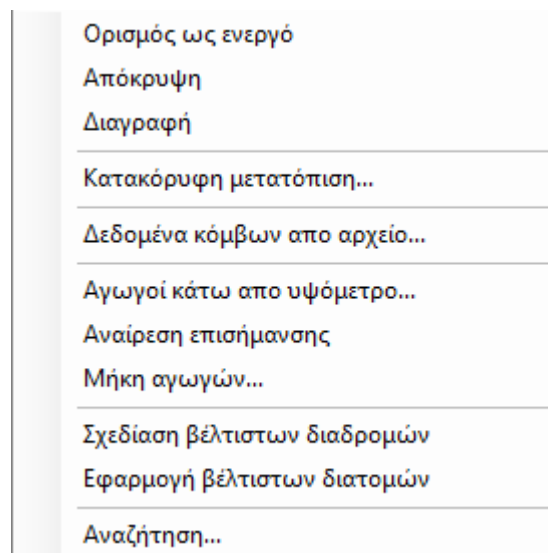 Ορισμός ως ενεργό
Απόκρυψη
Διαγραφή
Κατακόρυφη μετατόπιση...
Δεδομένα κόμβων απο αρχείο...
Αγωγοί κάτω απο υψόμετρο...
Αναίρεση επισήμανσης
Μήκη αγωγών...
Σχεδίαση βέλτιστων διαδρομών
Εφαρμογή βέλτιστων διατομών
Αναζήτηση...